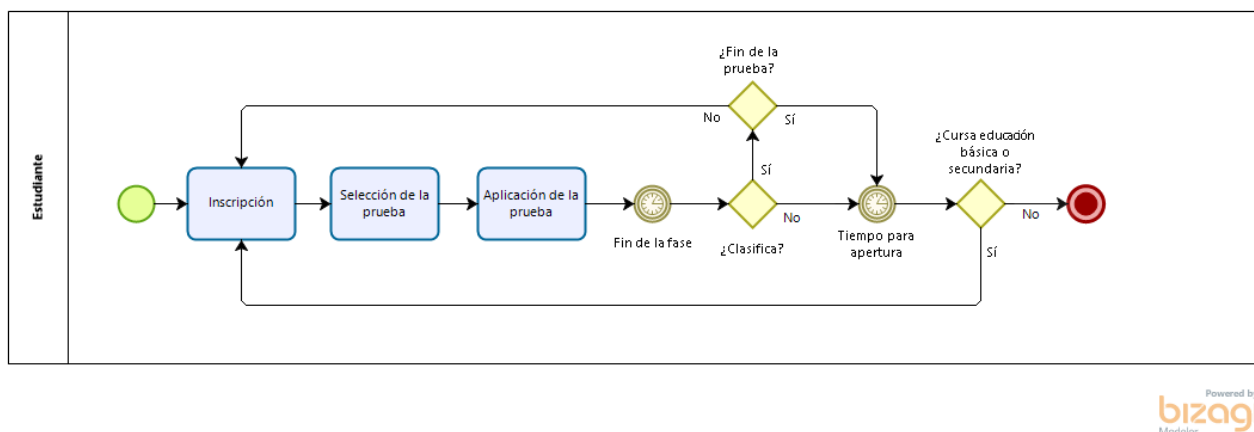 Estudiante
Inscripción
Selección de la
prueba
Aplicación de la
prueba
Fin de la fase
¿Clasifica?
Sí
No
¿Fin de la
prueba?
No
Sí
Tiempo para
apertura
¿Cursa educación
básica o
secundaria?
No
Sí
Powered by
bizagi
Modeler